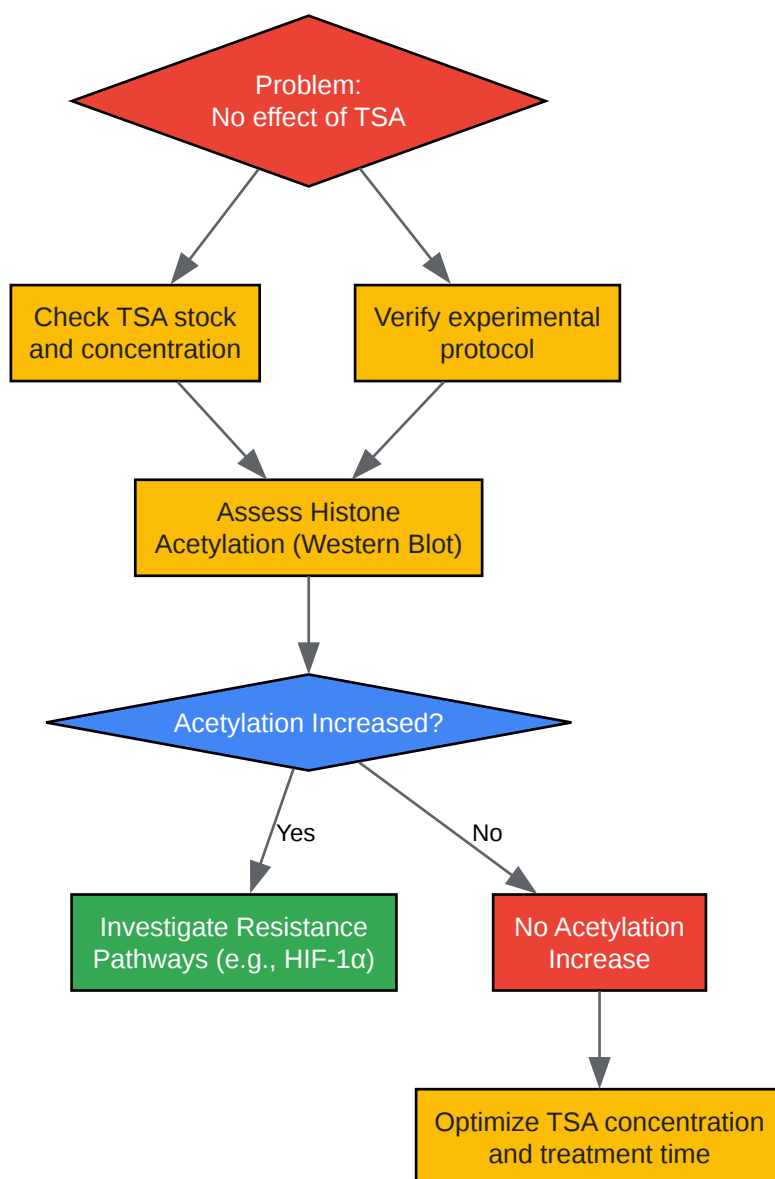 Problem:
No effect of TSA
Check TSA stock
and concentration
Verify experimental
protocol
Assess Histone
Acetylation (Western Blot)
Acetylation Increased?
Yes
No
Investigate Resistance
Pathways (e.g., HIF-1α)
No Acetylation
Increase
Optimize TSA concentration
and treatment time